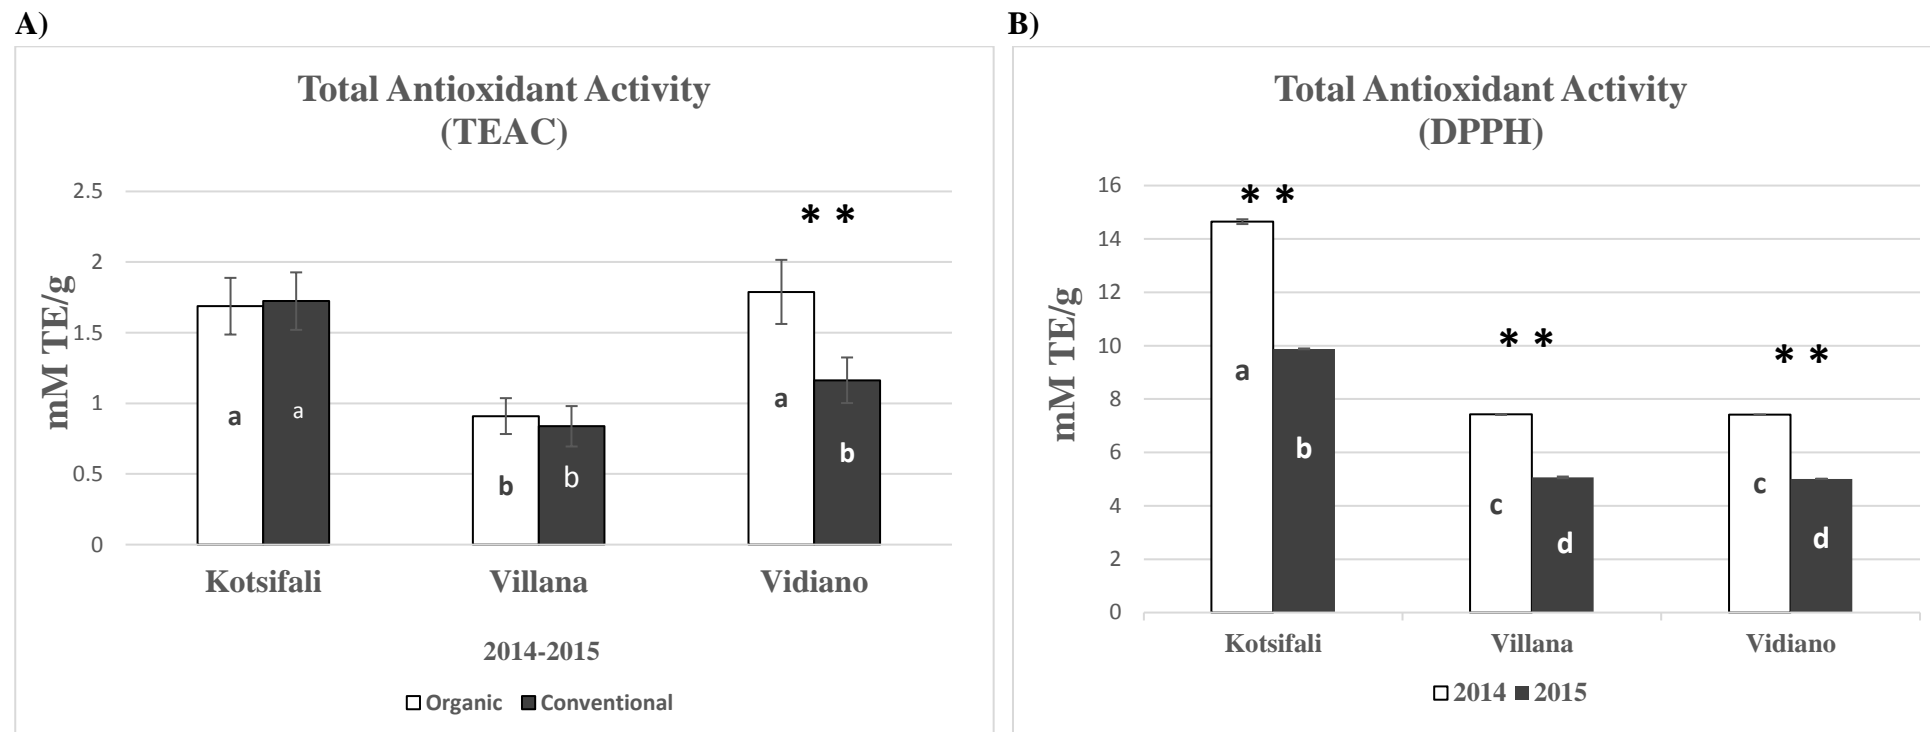 A)
Total Antioxidant Activity
(TEAC)
mM TE/g
2.5
2
1.5
1
0.5
0
* *
a
a
b
b
a
b
Kotsifali Villana Vidiano
2014-2015
Organic Conventional
B)
Total Antioxidant Activity
(DPPH)
mM TE/g
16
14
12
10
8
6
4
2
0
* *
* *
* *
a
b
c
d
c
d
Kotsifali Villana Vidiano
2014 2015